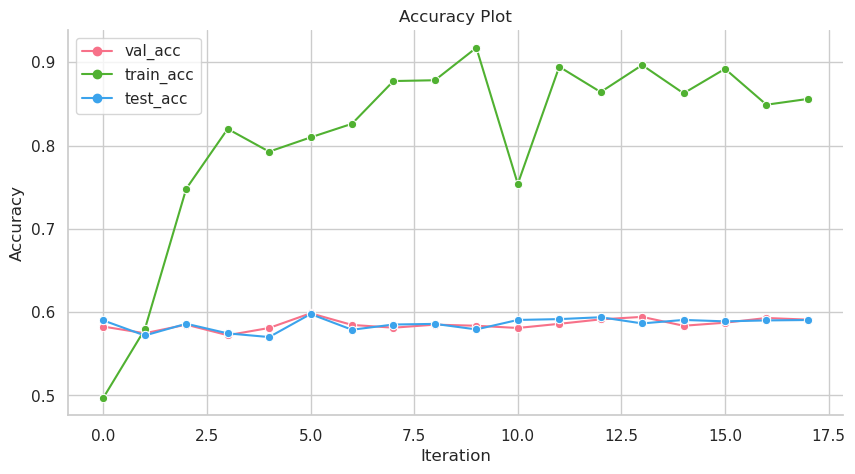 Accuracy Plot
val_acc
train_acc
test_acc
Accuracy
0.9
0.8
0.7
0.6
0.5
0.0 2.5 5.0 7.5 10.0 12.5 15.0 17.5
Iteration